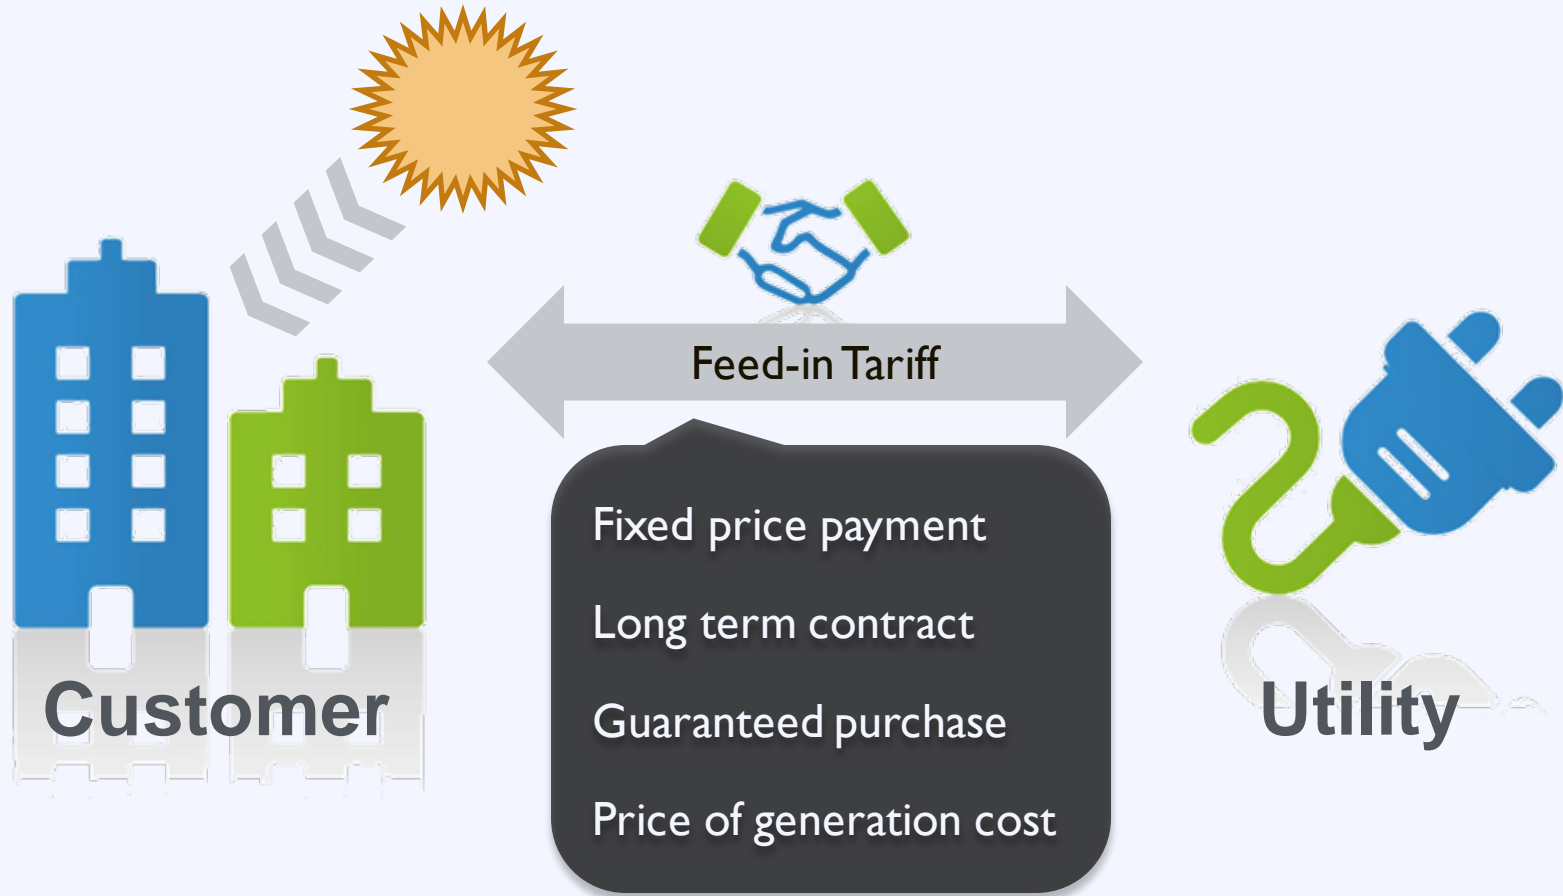 Feed-in Tariff
Fixed price payment
Long term contract
Guaranteed purchase
Price of generation cost
Customer
Utility